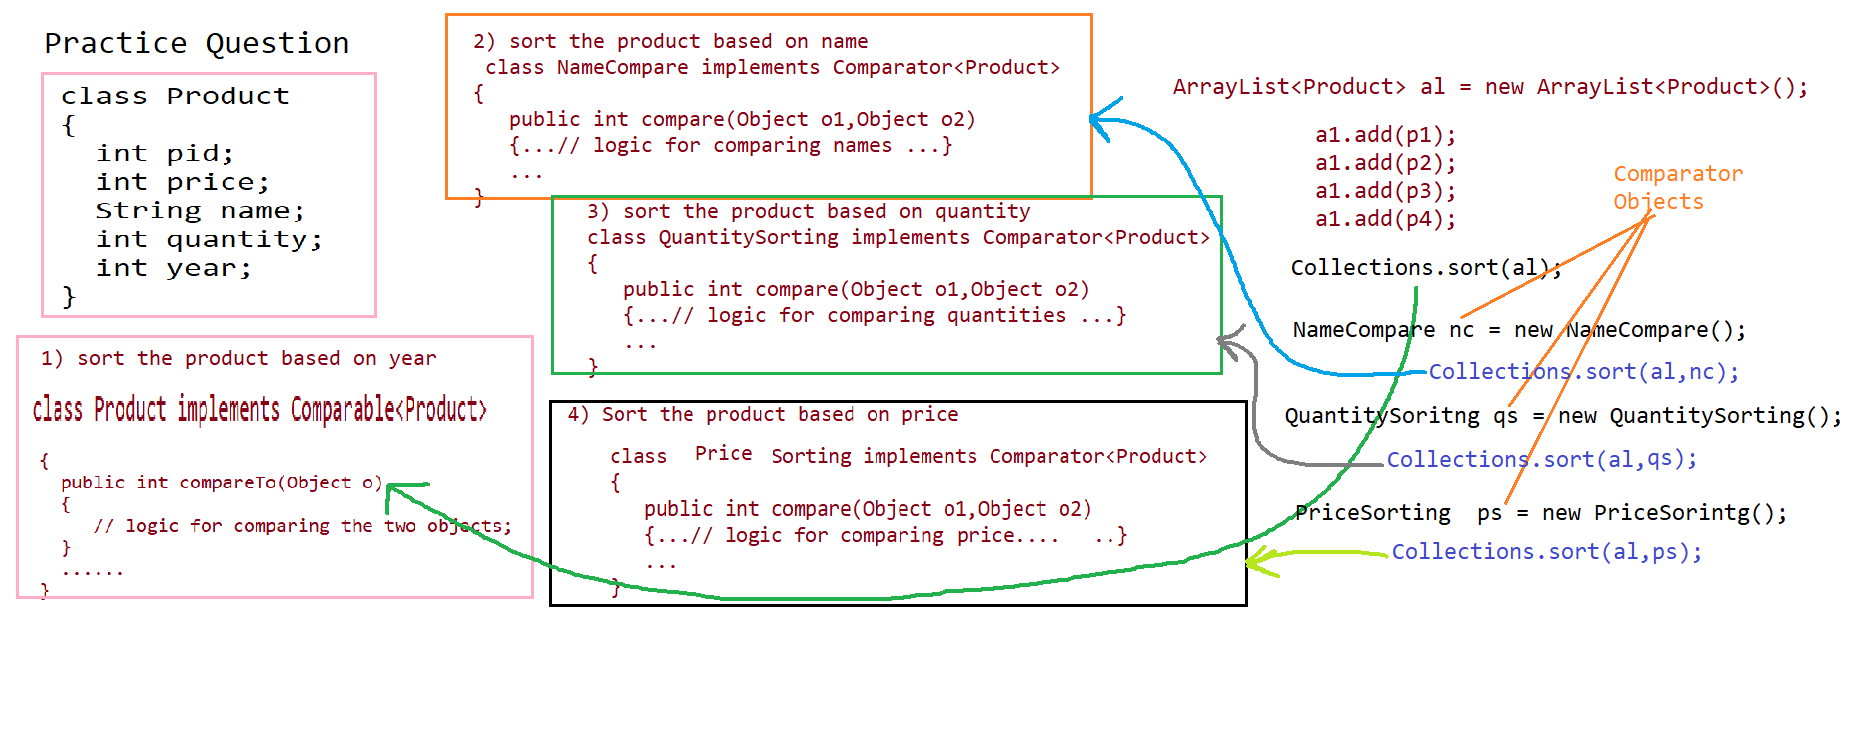 Practice Question
class Product
{
int pid;
int price;
String name;
int quantity;
int year;
}
1) sort the product based on year
class Product implements Comparable<Product>
{
public int compareTo(Object o)
{
// logic for comparing the two objects;
}
......
}
2) sort the product based on name
class NameCompare implements Comparator<Product>
{
public int compare(Object o1,Object o2)
{...// logic for comparing names ...}
...
}
3) sort the product based on quantity
class QuantitySorting implements Comparator<Product>
{
public int compare(Object o1,Object o2)
{...// logic for comparing quantities ...}
...
}
4) Sort the product based on price
class Price Sorting implements Comparator<Product>
{
public int compare(Object o1,Object o2)
{...// logic for comparing price.... ..}
...
}
ArrayList<Product> al = new ArrayList<Product>();
a1.add(p1);
a1.add(p2);
a1.add(p3);
a1.add(p4);
Comparator
Objects
Collections.sort(al);
NameCompare nc = new NameCompare();
Collections.sort(al,nc);
QuantitySoritng qs = new QuantitySorting();
Collections.sort(al,qs);
PriceSorting ps = new PriceSorintg();
Collections.sort(al,ps);